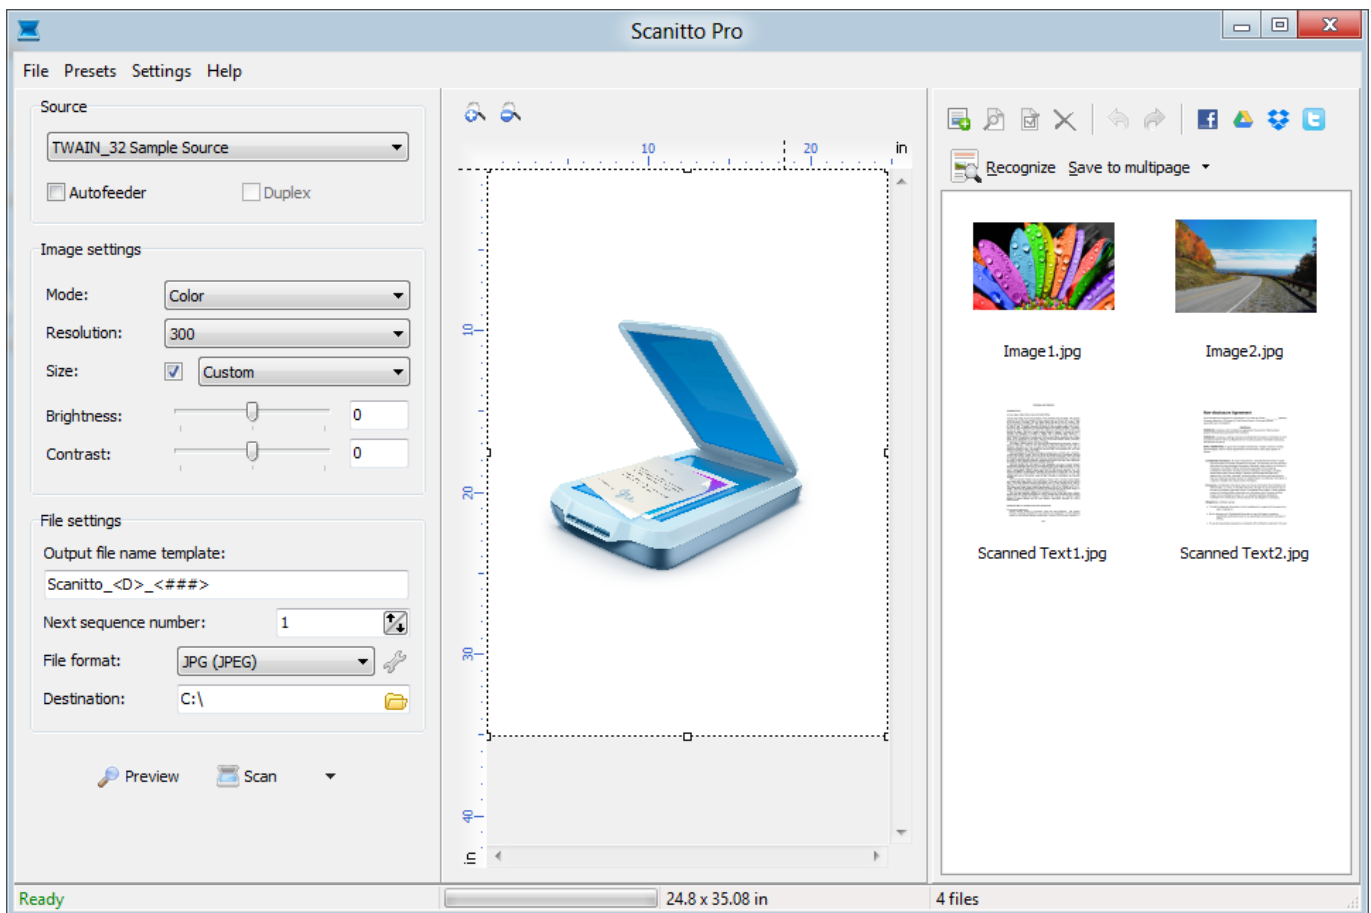 Scanitto Pro
File Presets Settings Help
Source
TWAIN_32 Sample Source
Autofeeder
Duplex
Image settings
Mode: Color
Resolution: 300
Size: Custom
Brightness: 0
Contrast: 0
File settings
Output file name template:
Scanitto_<D>_<###>
Next sequence number: 1
File format: JPG (JPEG)
Destination: C:\
Preview Scan
10 20 in
10
20
30
40
in
Recognize Save to multipage
Image1.jpg Image2.jpg
Non-disclosure Agreement
Scanned Text1.jpg Scanned Text2.jpg
Ready 24.8 x 35.08 in 4 files